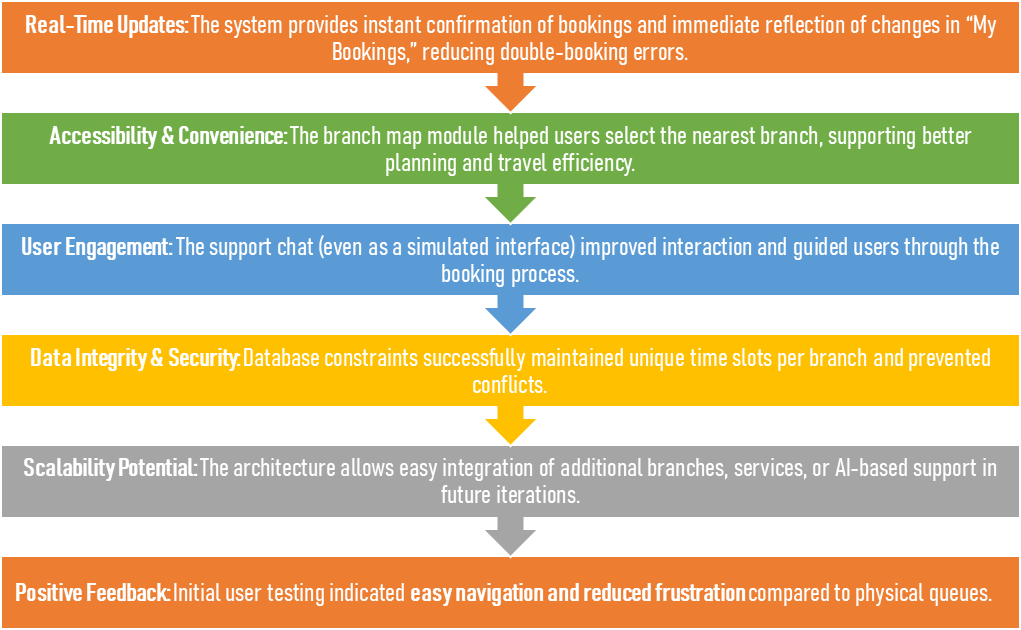 Real-Time Updates: The system provides instant confirmation of bookings and immediate reflection of changes in “My
Bookings,” reducing double-booking errors.
Accessibility & Convenience: The branch map module helped users select the nearest branch, supporting better
planning and travel efficiency.
User Engagement: The support chat (even as a simulated interface) improved interaction and guided users through the
booking process.
Data Integrity & Security: Database constraints successfully maintained unique time slots per branch and prevented
conflicts.
Scalability Potential: The architecture allows easy integration of additional branches, services, or AI-based support in
future iterations.
Positive Feedback: Initial user testing indicated easy navigation and reduced frustration compared to physical queues.